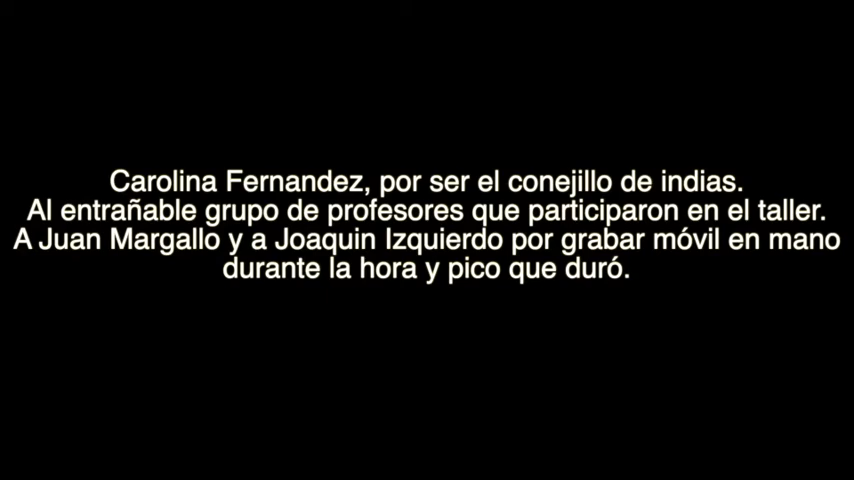 Carolina Fernandez, por ser el conejillo de indias.
Al entrañable grupo de profesores que participaron en el taller.
A Juan Margallo y a Joaquin Izquierdo por grabar móvil en mano
durante la hora y pico que duró.